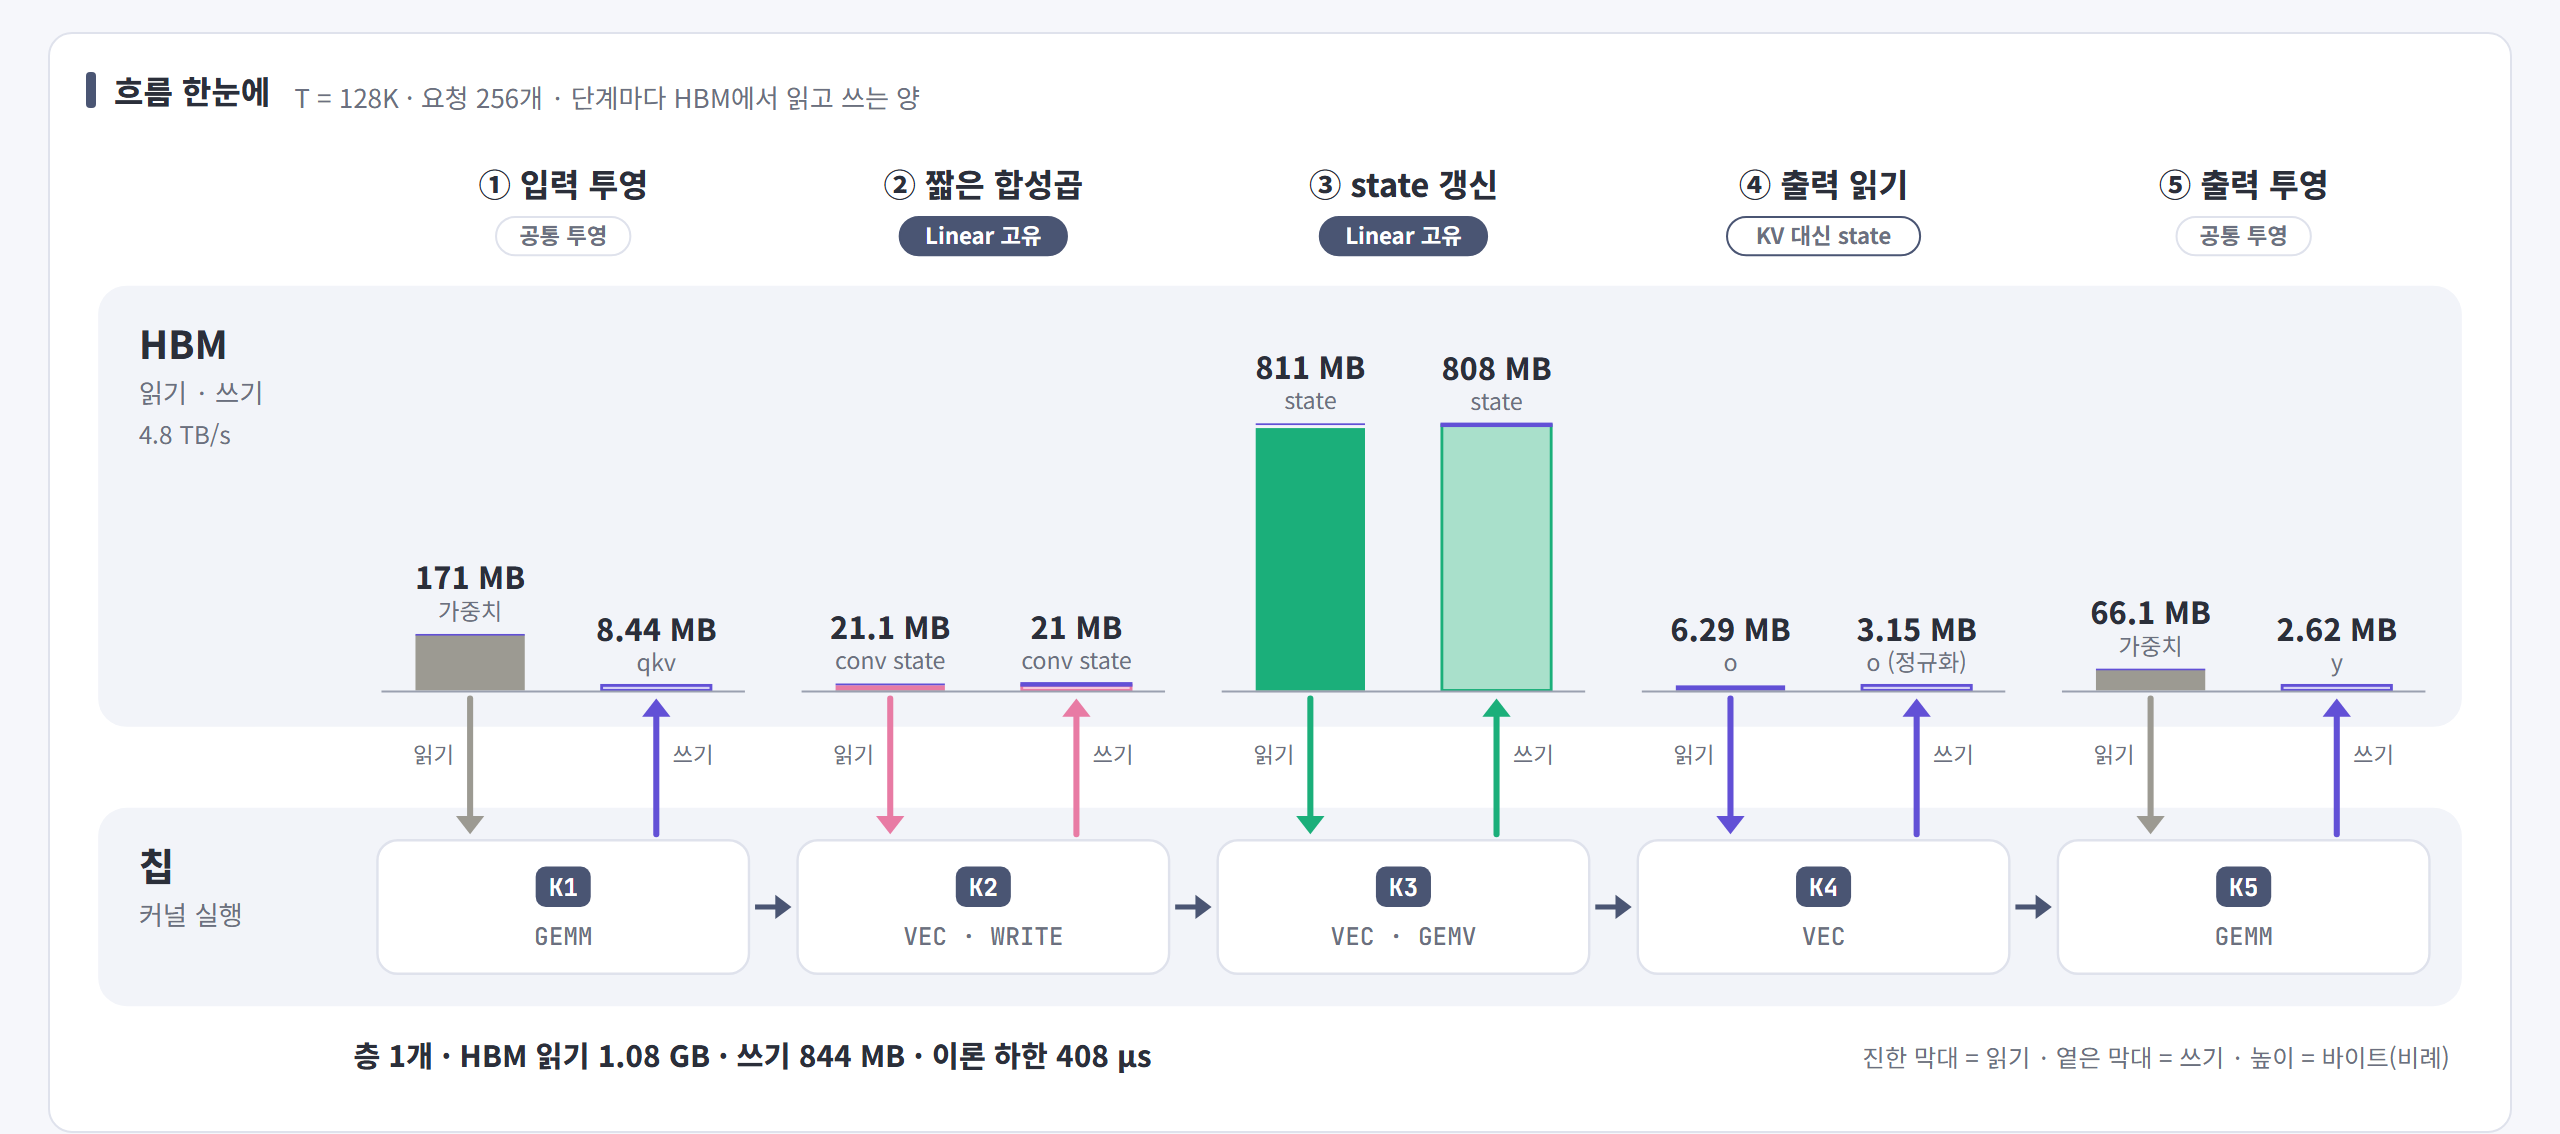 흐름 한눈에 T = 128K · 요청 256개 · 단계마다 HBM에서 읽고 쓰는 양
① 입력 투영
공통 투영
② 짧은 합성곱
Linear 고유
③ state 갱신
Linear 고유
④ 출력 읽기
KV 대신 state
⑤ 출력 투영
공통 투영
HBM
읽기 · 쓰기
4.8 TB/s
171 MB
가중치
8.44 MB
qkv
21.1 MB
conv state
21 MB
conv state
811 MB
state
808 MB
state
6.29 MB
o
3.15 MB
o (정규화)
66.1 MB
가중치
2.62 MB
y
읽기 쓰기 읽기 쓰기 읽기 쓰기 읽기 쓰기 읽기 쓰기
칩
커널 실행
K1
GEMM
K2
VEC · WRITE
K3
VEC · GEMV
K4
VEC
K5
GEMM
층 1개 · HBM 읽기 1.08 GB · 쓰기 844 MB · 이론 하한 408 µs
진한 막대 = 읽기 · 옅은 막대 = 쓰기 · 높이 = 바이트(비례)